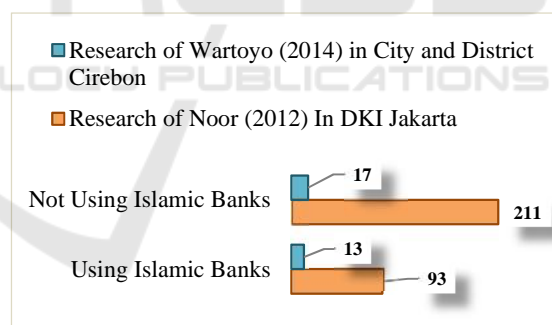 Research of Wartoyo (2014) in City and District
Cirebon
PUBLICATIONS
Research of Noor (2012) In DKI Jakarta
17
Not Using Islamic Banks
211
13
Using Islamic Banks
93